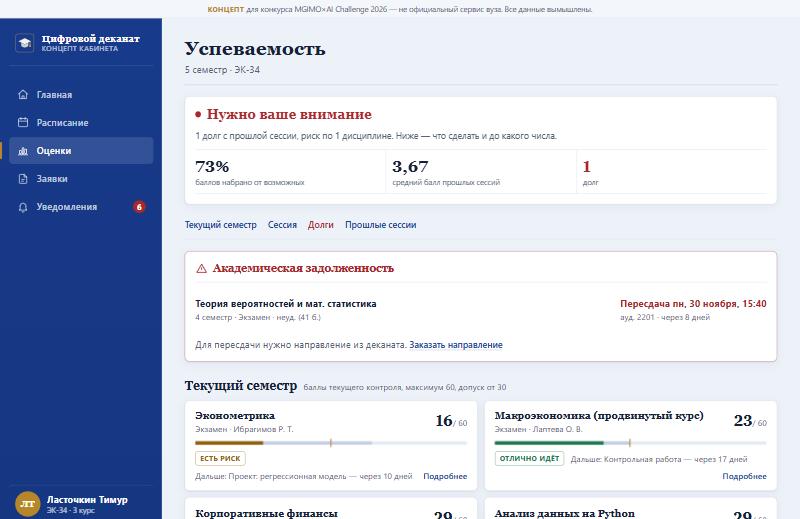 КОНЦЕПТ для конкурса MGIMO×AI Challenge 2026 — не официальный сервис вуза. Все данные вымышлены.
Цифровой деканат
КОНЦЕПТ КАБИНЕТА
Главная
Расписание
Оценки
Заявки
Уведомления 6
ЛТ Ласточкин Тимур
ЭК-34 · 3 курс
Успеваемость
5 семестр · ЭК-34
Нужно ваше внимание
1 долг с прошлой сессии, риск по 1 дисциплине. Ниже — что сделать и до какого числа.
73%
баллов набрано от возможных
3,67
средний балл прошлых сессий
1
долг
Текущий семестр Сессия Долги Прошлые сессии
Академическая задолженность
Теория вероятностей и мат. статистика
4 семестр · Экзамен · неуд. (41 б.)
Пересдача пн, 30 ноября, 15:40
ауд. 2201 · через 8 дней
Для пересдачи нужно направление из деканата. Заказать направление
Текущий семестр баллы текущего контроля, максимум 60, допуск от 30
Эконометрика 16 / 60
Экзамен · Ибрагимов Р. Т.
ЕСТЬ РИСК
Дальше: Проект: регрессионная модель — через 10 дней Подробнее
Макроэкономика (продвинутый курс) 23 / 60
Экзамен · Лаптева О. В.
ОТЛИЧНО ИДЁТ Дальше: Контрольная работа — через 17 дней
Подробнее
Корпоративные финансы 29 / 60
Анализ данных на Python 29 / 60